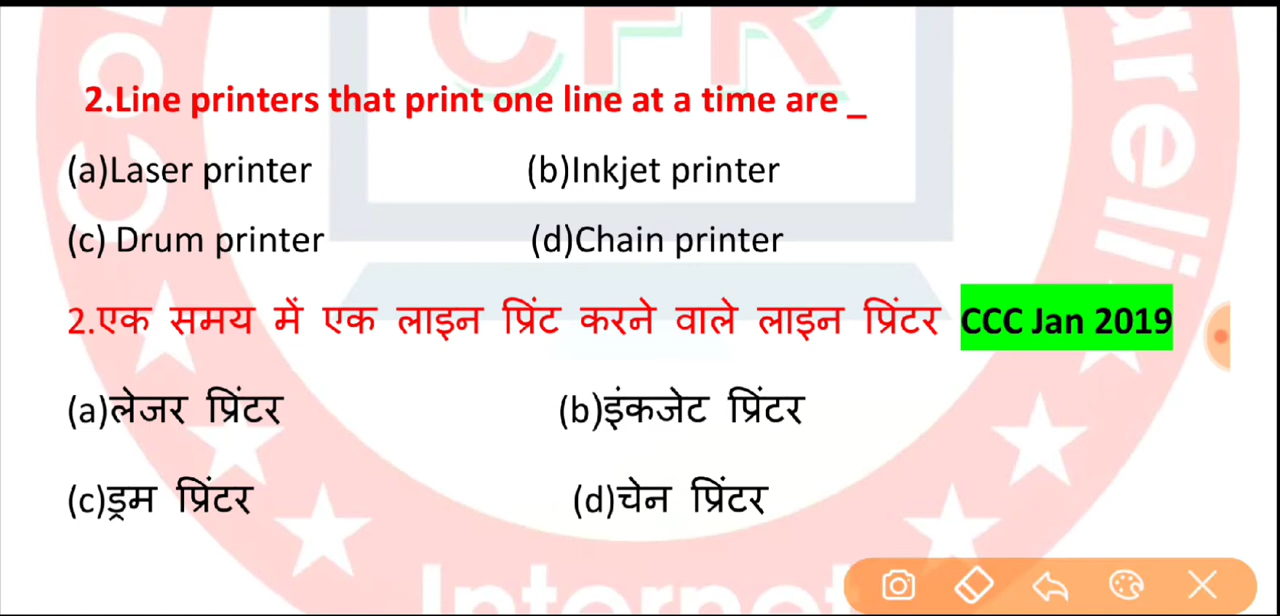 CFR
2.Line printers that print one line at a time are _
(a)Laser printer (b)Inkjet printer
(c) Drum printer (d)Chain printer
2.एक समय में एक लाइन प्रिंट करने वाले लाइन प्रिंटर CCC Jan 2019
(a)लेजर प्रिंटर (b)इंकजेट प्रिंटर
(c)ड्रम प्रिंटर (d)चेन प्रिंटर